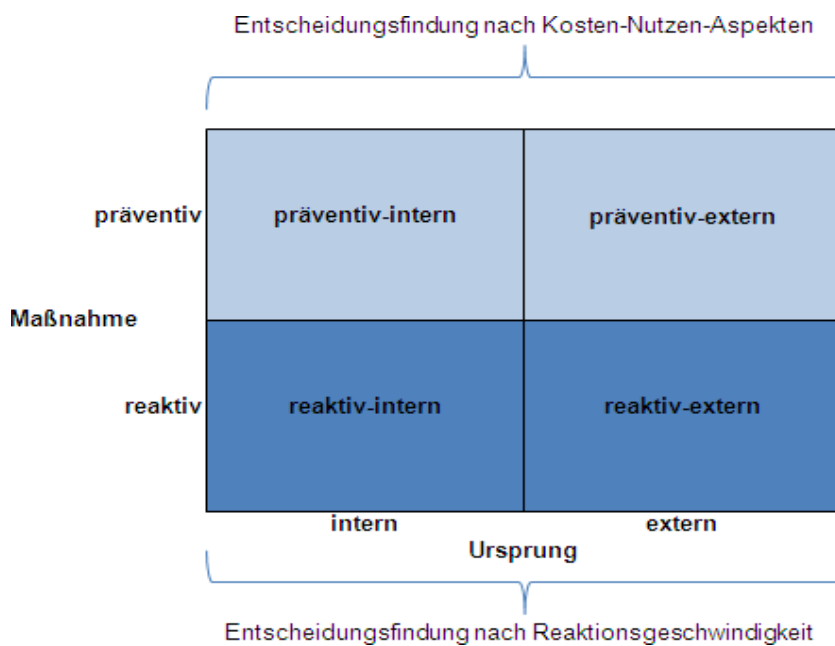 Entscheidungsfindung nach Kosten-Nutzen-Aspekten
präventiv
präventiv-intern
präventiv-extern
Maßnahme
reaktiv
reaktiv-intern
reaktiv-extern
intern
extern
Ursprung
Entscheidungsfindung nach Reaktionsgeschwindigkeit